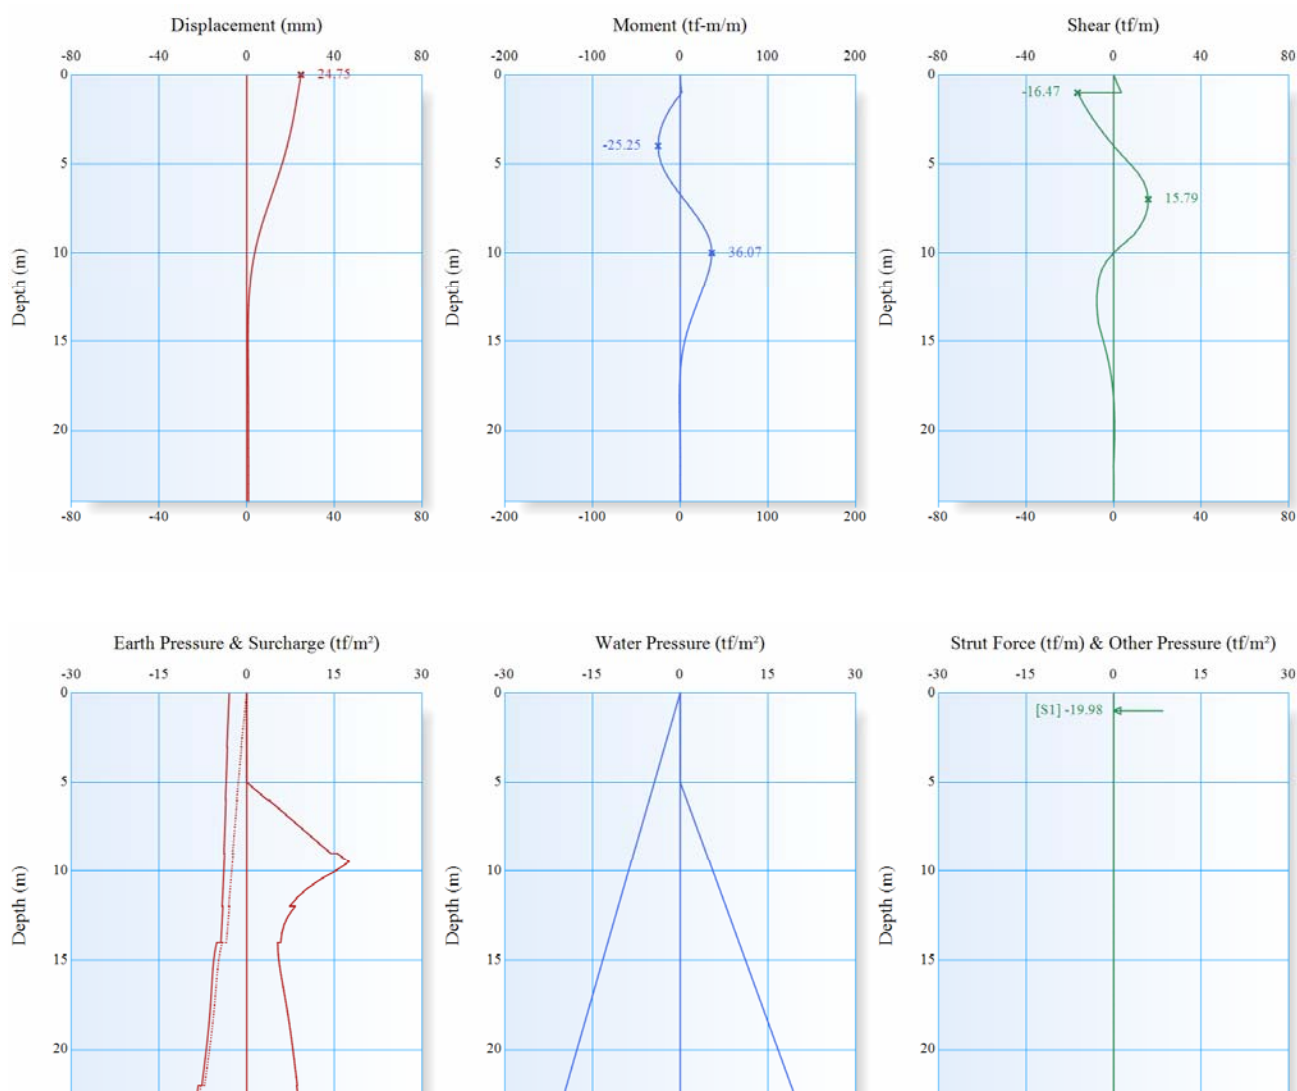 Displacement (mm)
Moment (tf-m/m)
Shear (tf/m)
-80 -40 0 40 80
-200 -100 0 100 200
-80 -40 0 40 80
0
5
10
15
20
Depth (m)
24.75
-80 -40 0 40 80
0
5
10
15
20
Depth (m)
-25.25
36.07
-200 -100 0 100 200
0
5
10
15
20
Depth (m)
-16.47
15.79
-80 -40 0 40 80
Earth Pressure & Surcharge (tf/m²)
Water Pressure (tf/m²)
Strut Force (tf/m) & Other Pressure (tf/m²)
-30 -15 0 15 30
-30 -15 0 15 30
-30 -15 0 15 30
0
5
10
15
20
Depth (m)
0
5
10
15
20
Depth (m)
0
5
10
15
20
Depth (m)
[S1] -19.98